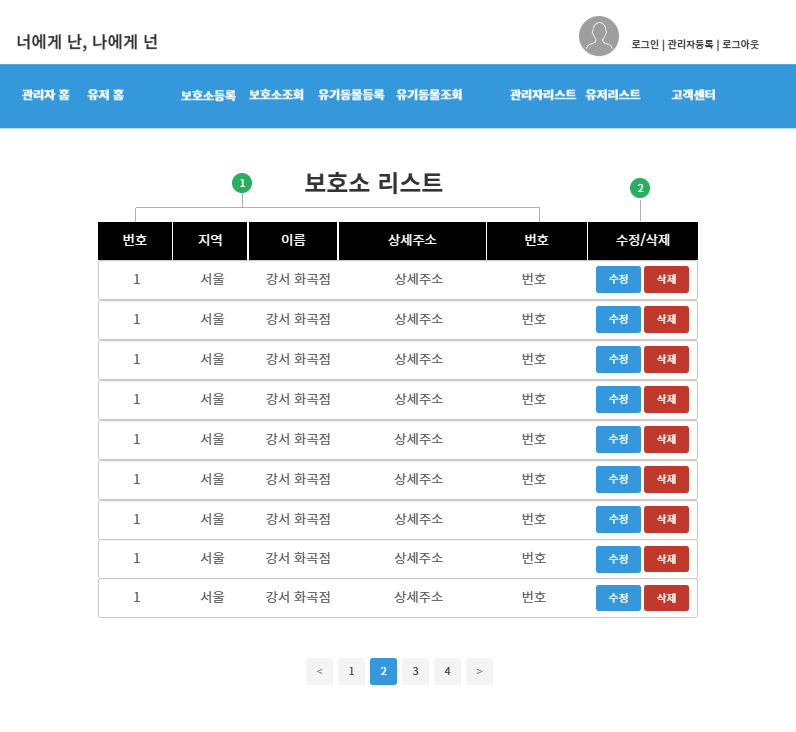 너에게 난, 나에게 넌
로그인 | 관리자등록 | 로그아웃
관리자 홈 유저 홈 보호소등록 보호소조회 유기동물등록 유기동물조회 관리자리스트 유저리스트 고객센터
1 보호소 리스트 2
번호 지역 이름 상세주소 번호 수정/삭제
1 서울 강서 화곡점 상세주소 번호 수정 삭제
1 서울 강서 화곡점 상세주소 번호 수정 삭제
1 서울 강서 화곡점 상세주소 번호 수정 삭제
1 서울 강서 화곡점 상세주소 번호 수정 삭제
1 서울 강서 화곡점 상세주소 번호 수정 삭제
1 서울 강서 화곡점 상세주소 번호 수정 삭제
1 서울 강서 화곡점 상세주소 번호 수정 삭제
1 서울 강서 화곡점 상세주소 번호 수정 삭제
1 서울 강서 화곡점 상세주소 번호 수정 삭제
< 1 2 3 4 >